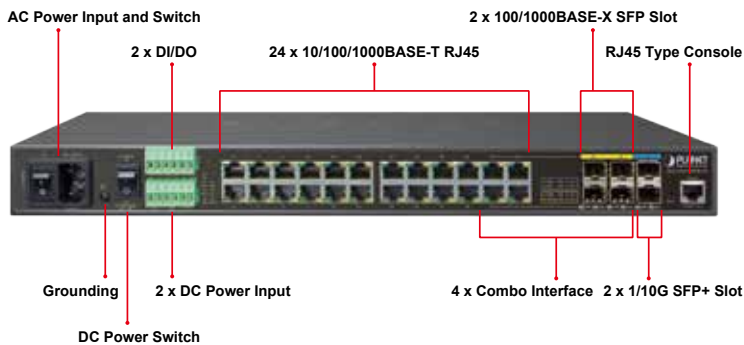 AC Power Input and Switch
2 x 100/1000BASE-X SFP Slot
2 x DI/DO
24 x 10/100/1000BASE-T RJ45
RJ45 Type Console
PLANET
Grounding
2 x DC Power Input
4 x Combo Interface
2 x 1/10G SFP+ Slot
DC Power Switch